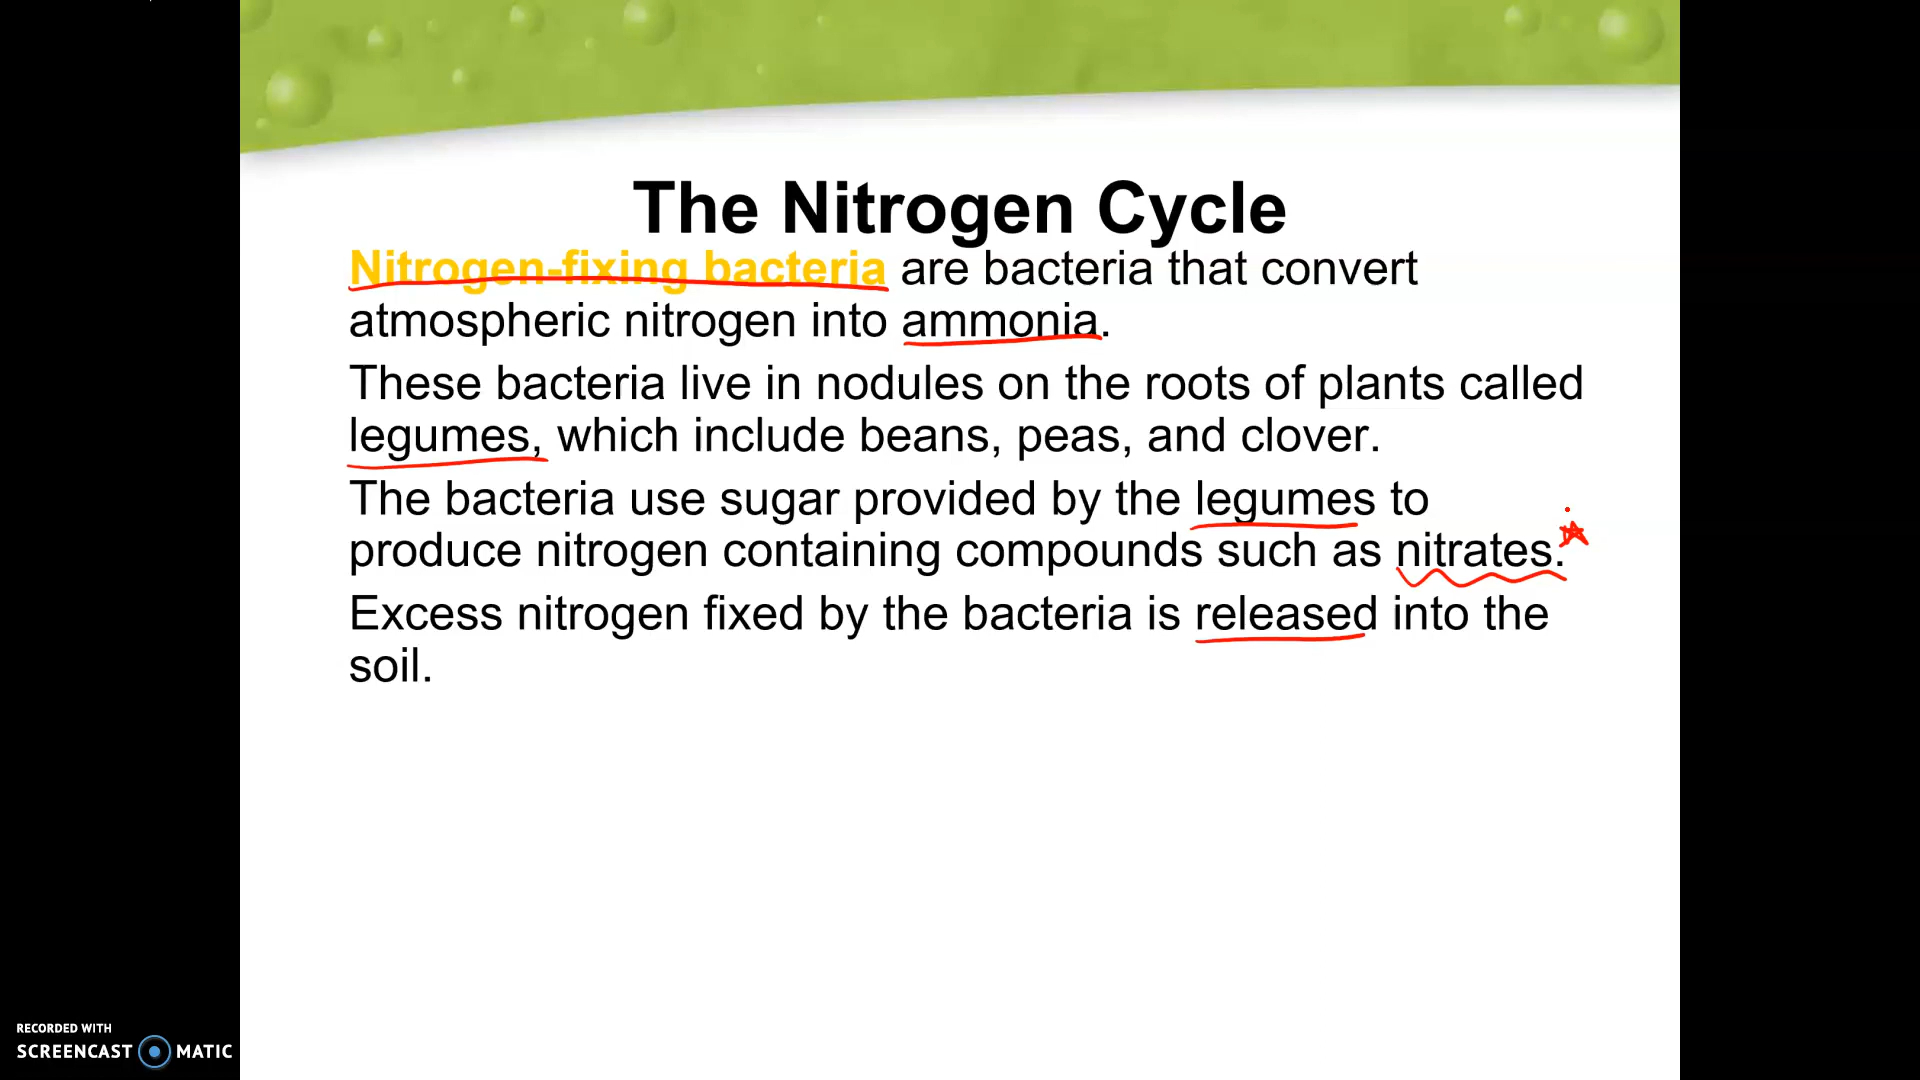 The Nitrogen Cycle
Nitrogen-fixing bacteria are bacteria that convert
atmospheric nitrogen into ammonia.
These bacteria live in nodules on the roots of plants called
legumes, which include beans, peas, and clover.
The bacteria use sugar provided by the legumes to
produce nitrogen containing compounds such as nitrates.
Excess nitrogen fixed by the bacteria is released into the
soil.
RECORDED WITH
SCREENCAST MATIC